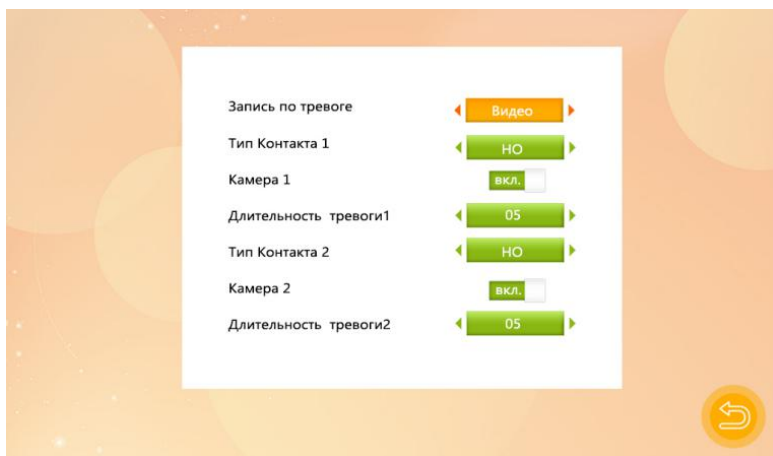 Запись по тревоге Видео
Тип Контакта 1 НО
Камера 1 вкл.
Длительность тревоги1 05
Тип Контакта 2 НО
Камера 2 вкл.
Длительность тревоги2 05